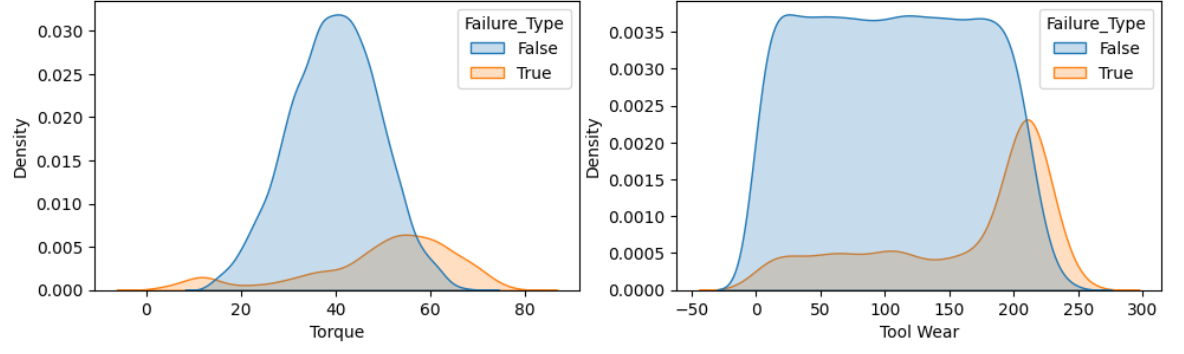 Density
0.030
0.025
0.020
0.015
0.010
0.005
0.000
Failure_Type
False
True
0 20 40 60 80
Torque
Density
0.0035
0.0030
0.0025
0.0020
0.0015
0.0010
0.0005
0.0000
Failure_Type
False
True
−50 0 50 100 150 200 250 300
Tool Wear